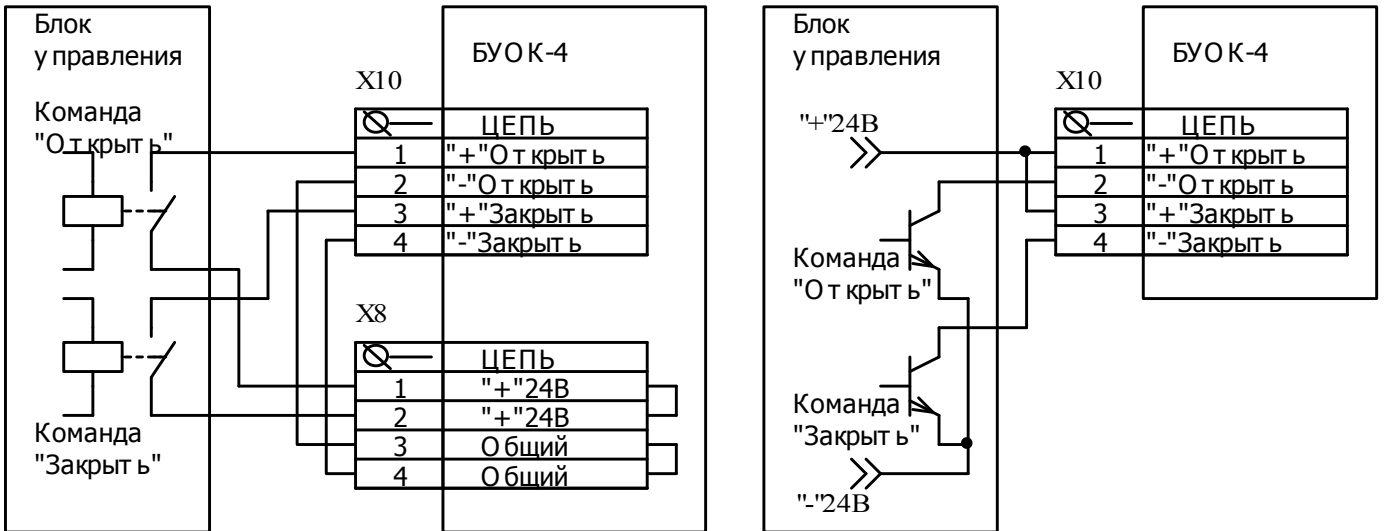 Блок
управления
БУОК-4
X10
Команда
"Открыть"
ЦЕПЬ
1 "+"Открыть
2 "-"Открыть
3 "+"Закрыть
4 "-"Закрыть
X8
ЦЕПЬ
1 "+"24В
2 "+"24В
3 Общий
4 Общий
Команда
"Закрыть"
Блок
управления
БУОК-4
X10
"+"24В
ЦЕПЬ
1 "+"Открыть
2 "-"Открыть
3 "+"Закрыть
4 "-"Закрыть
Команда
"Открыть"
Команда
"Закрыть"
"-"24В